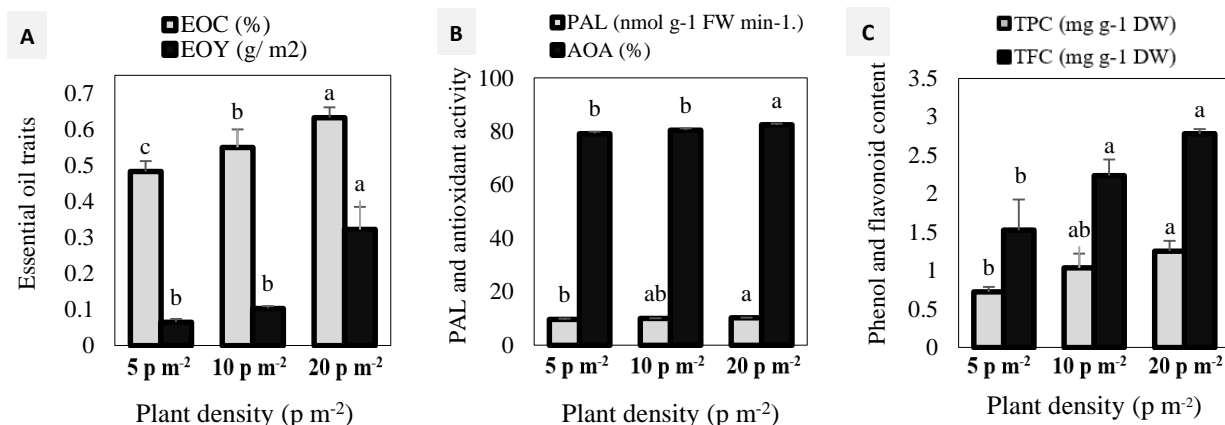 A
EOC (%)
EOY (g/ m2)
Essential oil traits
0.7
0.6
0.5
0.4
0.3
0.2
0.1
0
c
b
b
b
a
a
5 p m-2
10 p m-2
20 p m-2
Plant density (p m-2)
B
PAL (nmol g-1 FW min-1.)
AOA (%)
PAL and antioxidant activity
100
80
60
40
20
0
b
b
ab
b
a
a
5 p m-2
10 p m-2
20 p m-2
Plant density (p m-2)
C
TPC (mg g-1 DW)
TFC (mg g-1 DW)
Phenol and flavonoid content
3.5
3
2.5
2
1.5
1
0.5
0
b
b
ab
a
a
a
5 p m-2
10 p m-2
20 p m-2
Plant density (p m-2)